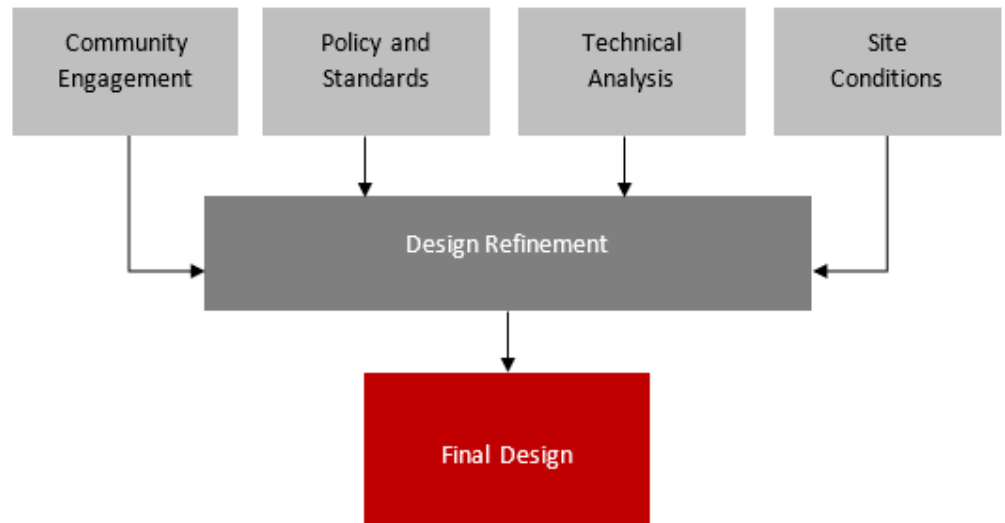 Community
Engagement
Policy and
Standards
Technical
Analysis
Site
Conditions
Design Refinement
Final Design